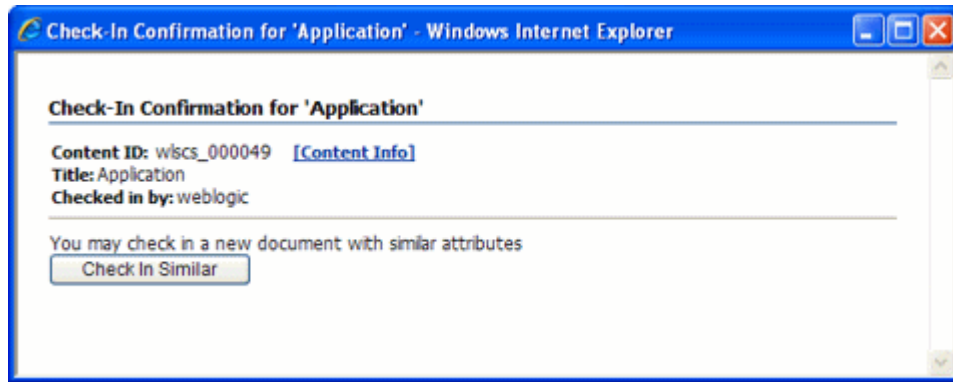 Check-In Confirmation for 'Application' - Windows Internet Explorer
Check-In Confirmation for 'Application'
Content ID: wlscs_000049 [Content Info]
Title: Application
Checked in by: weblogic
You may check in a new document with similar attributes
Check In Similar